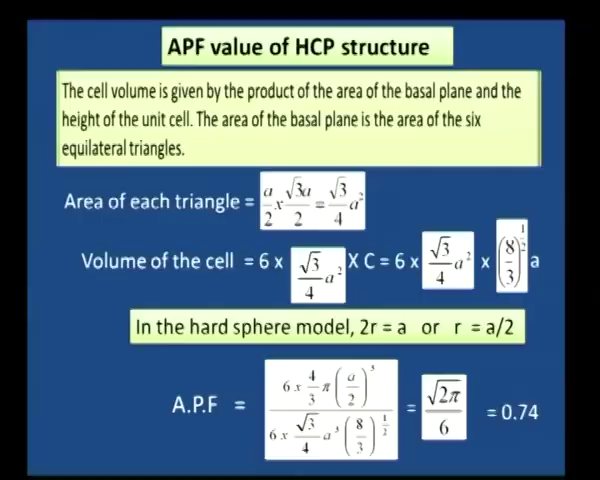 APF value of HCP structure
The cell volume is given by the product of the area of the basal plane and the
height of the unit cell. The area of the basal plane is the area of the six
equilateral triangles.
Area of each triangle = a/2 x √3a/2 = √3/4 a²
Volume of the cell = 6 x √3/4 a² X C = 6 x √3/4 a² x (8/3)^(1/2) a
In the hard sphere model, 2r = a or r = a/2
A.P.F = (6 x 4/3 π (a/2)³) / (6 x √3/4 a³ (8/3)^(1/2)) = √2π/6 = 0.74